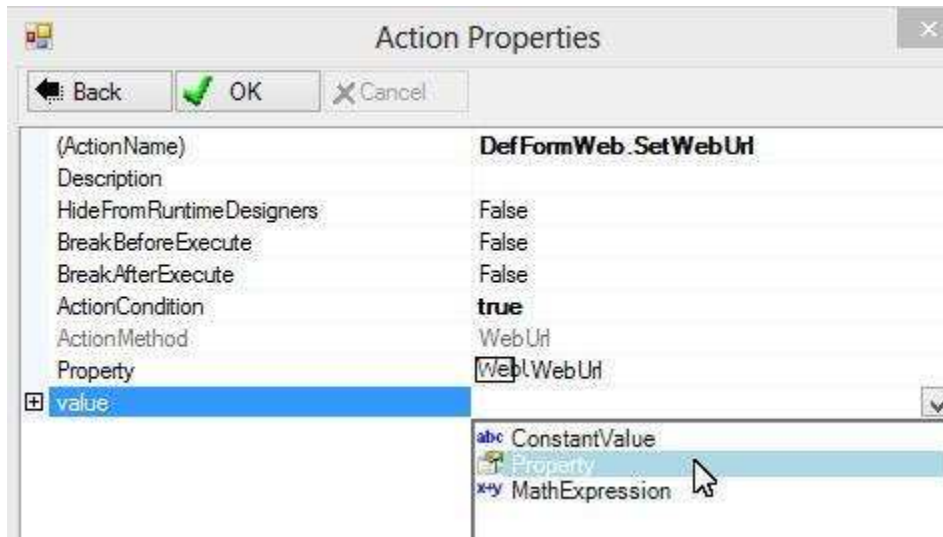 Action Properties
Back OK Cancel
(ActionName) DefFormWeb.SetWebUrl
Description
HideFromRuntimeDesigners False
BreakBeforeExecute False
BreakAfterExecute False
ActionCondition true
ActionMethod WebUrl
Property WebUrl
value
abc ConstantValue
Property
x+y MathExpression